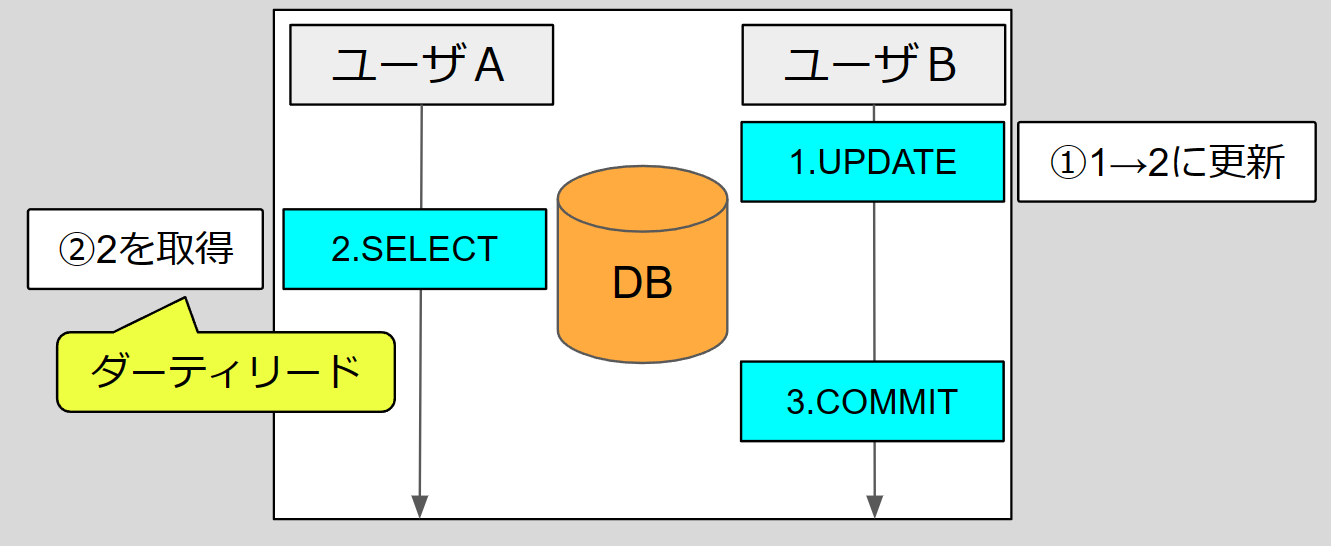 ユーザA
ユーザB
1.UPDATE
①1→2に更新
②2を取得
2.SELECT
DB
ダーティリード
3.COMMIT